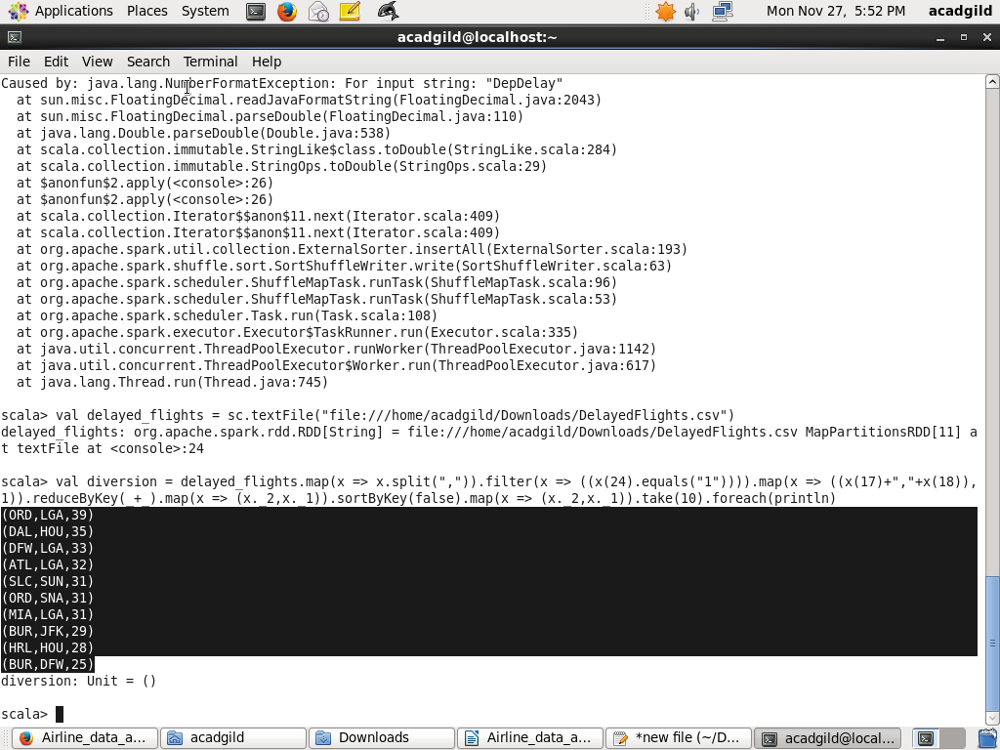 Applications Places System
Mon Nov 27, 5:52 PM acadgild
acadgild@localhost:~
File Edit View Search Terminal Help
Caused by: java.lang.NumberFormatException: For input string: "DepDelay"
  at sun.misc.FloatingDecimal.readJavaFormatString(FloatingDecimal.java:2043)
  at sun.misc.FloatingDecimal.parseDouble(FloatingDecimal.java:110)
  at java.lang.Double.parseDouble(Double.java:538)
  at scala.collection.immutable.StringLike$class.toDouble(StringLike.scala:284)
  at scala.collection.immutable.StringOps.toDouble(StringOps.scala:29)
  at $anonfun$2.apply(<console>:26)
  at $anonfun$2.apply(<console>:26)
  at scala.collection.Iterator$$anon$11.next(Iterator.scala:409)
  at scala.collection.Iterator$$anon$11.next(Iterator.scala:409)
  at org.apache.spark.util.collection.ExternalSorter.insertAll(ExternalSorter.scala:193)
  at org.apache.spark.shuffle.sort.SortShuffleWriter.write(SortShuffleWriter.scala:63)
  at org.apache.spark.scheduler.ShuffleMapTask.runTask(ShuffleMapTask.scala:96)
  at org.apache.spark.scheduler.ShuffleMapTask.runTask(ShuffleMapTask.scala:53)
  at org.apache.spark.scheduler.Task.run(Task.scala:108)
  at org.apache.spark.executor.Executor$TaskRunner.run(Executor.scala:335)
  at java.util.concurrent.ThreadPoolExecutor.runWorker(ThreadPoolExecutor.java:1142)
  at java.util.concurrent.ThreadPoolExecutor$Worker.run(ThreadPoolExecutor.java:617)
  at java.lang.Thread.run(Thread.java:745)
scala> val delayed_flights = sc.textFile("file:///home/acadgild/Downloads/DelayedFlights.csv")
delayed_flights: org.apache.spark.rdd.RDD[String] = file:///home/acadgild/Downloads/DelayedFlights.csv MapPartitionsRDD[11] a
t textFile at <console>:24
scala> val diversion = delayed_flights.map(x => x.split(",")).filter(x => ((x(24).equals("1")))).map(x => ((x(17)+","+x(18)),
1)).reduceByKey(_+_).map(x => (x._2,x._1)).sortByKey(false).map(x => (x._2,x._1)).take(10).foreach(println)
(ORD,LGA,39)
(DAL,HOU,35)
(DFW,LGA,33)
(ATL,LGA,32)
(SLC,SUN,31)
(ORD,SNA,31)
(MIA,LGA,31)
(BUR,JFK,29)
(HRL,HOU,28)
(BUR,DFW,25)
diversion: Unit = ()
scala>
Airline_data_a... acadgild Downloads Airline_data_a... *new file (~/D... acadgild@local...